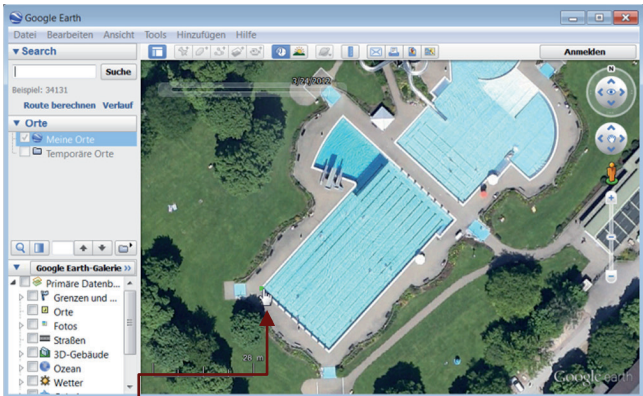 Google Earth
Datei Bearbeiten Ansicht Tools Hinzufügen Hilfe
Search
Suche
Beispiel: 34131
Route berechnen Verlauf
Orte
Meine Orte
Temporäre Orte
Google Earth-Galerie »
Primäre Datenb...
Grenzen und ...
Orte
Fotos
Straßen
3D-Gebäude
Ozean
Wetter
Anmelden
N
26 m
Google earth